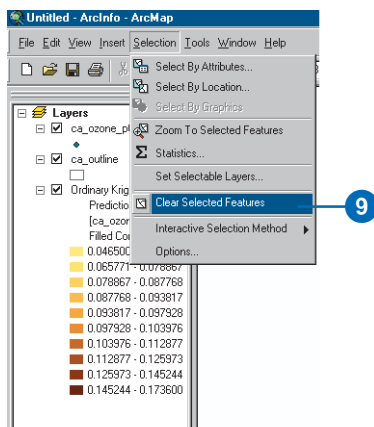 Untitled - ArcInfo - ArcMap
File Edit View Insert Selection Tools Window Help
Select By Attributes...
Select By Location...
Select By Graphics
Zoom To Selected Features
Statistics...
Set Selectable Layers...
Clear Selected Features
Interactive Selection Method
Options...
9
Layers
ca_ozone_p
ca_outline
Ordinary Krig
Predictio
[ca_ozor
Filled Co
0.046500
0.065771 - 0.078867
0.078867 - 0.087768
0.087768 - 0.093817
0.093817 - 0.097928
0.097928 - 0.103976
0.103976 - 0.112877
0.112877 - 0.125973
0.125973 - 0.145244
0.145244 - 0.173600